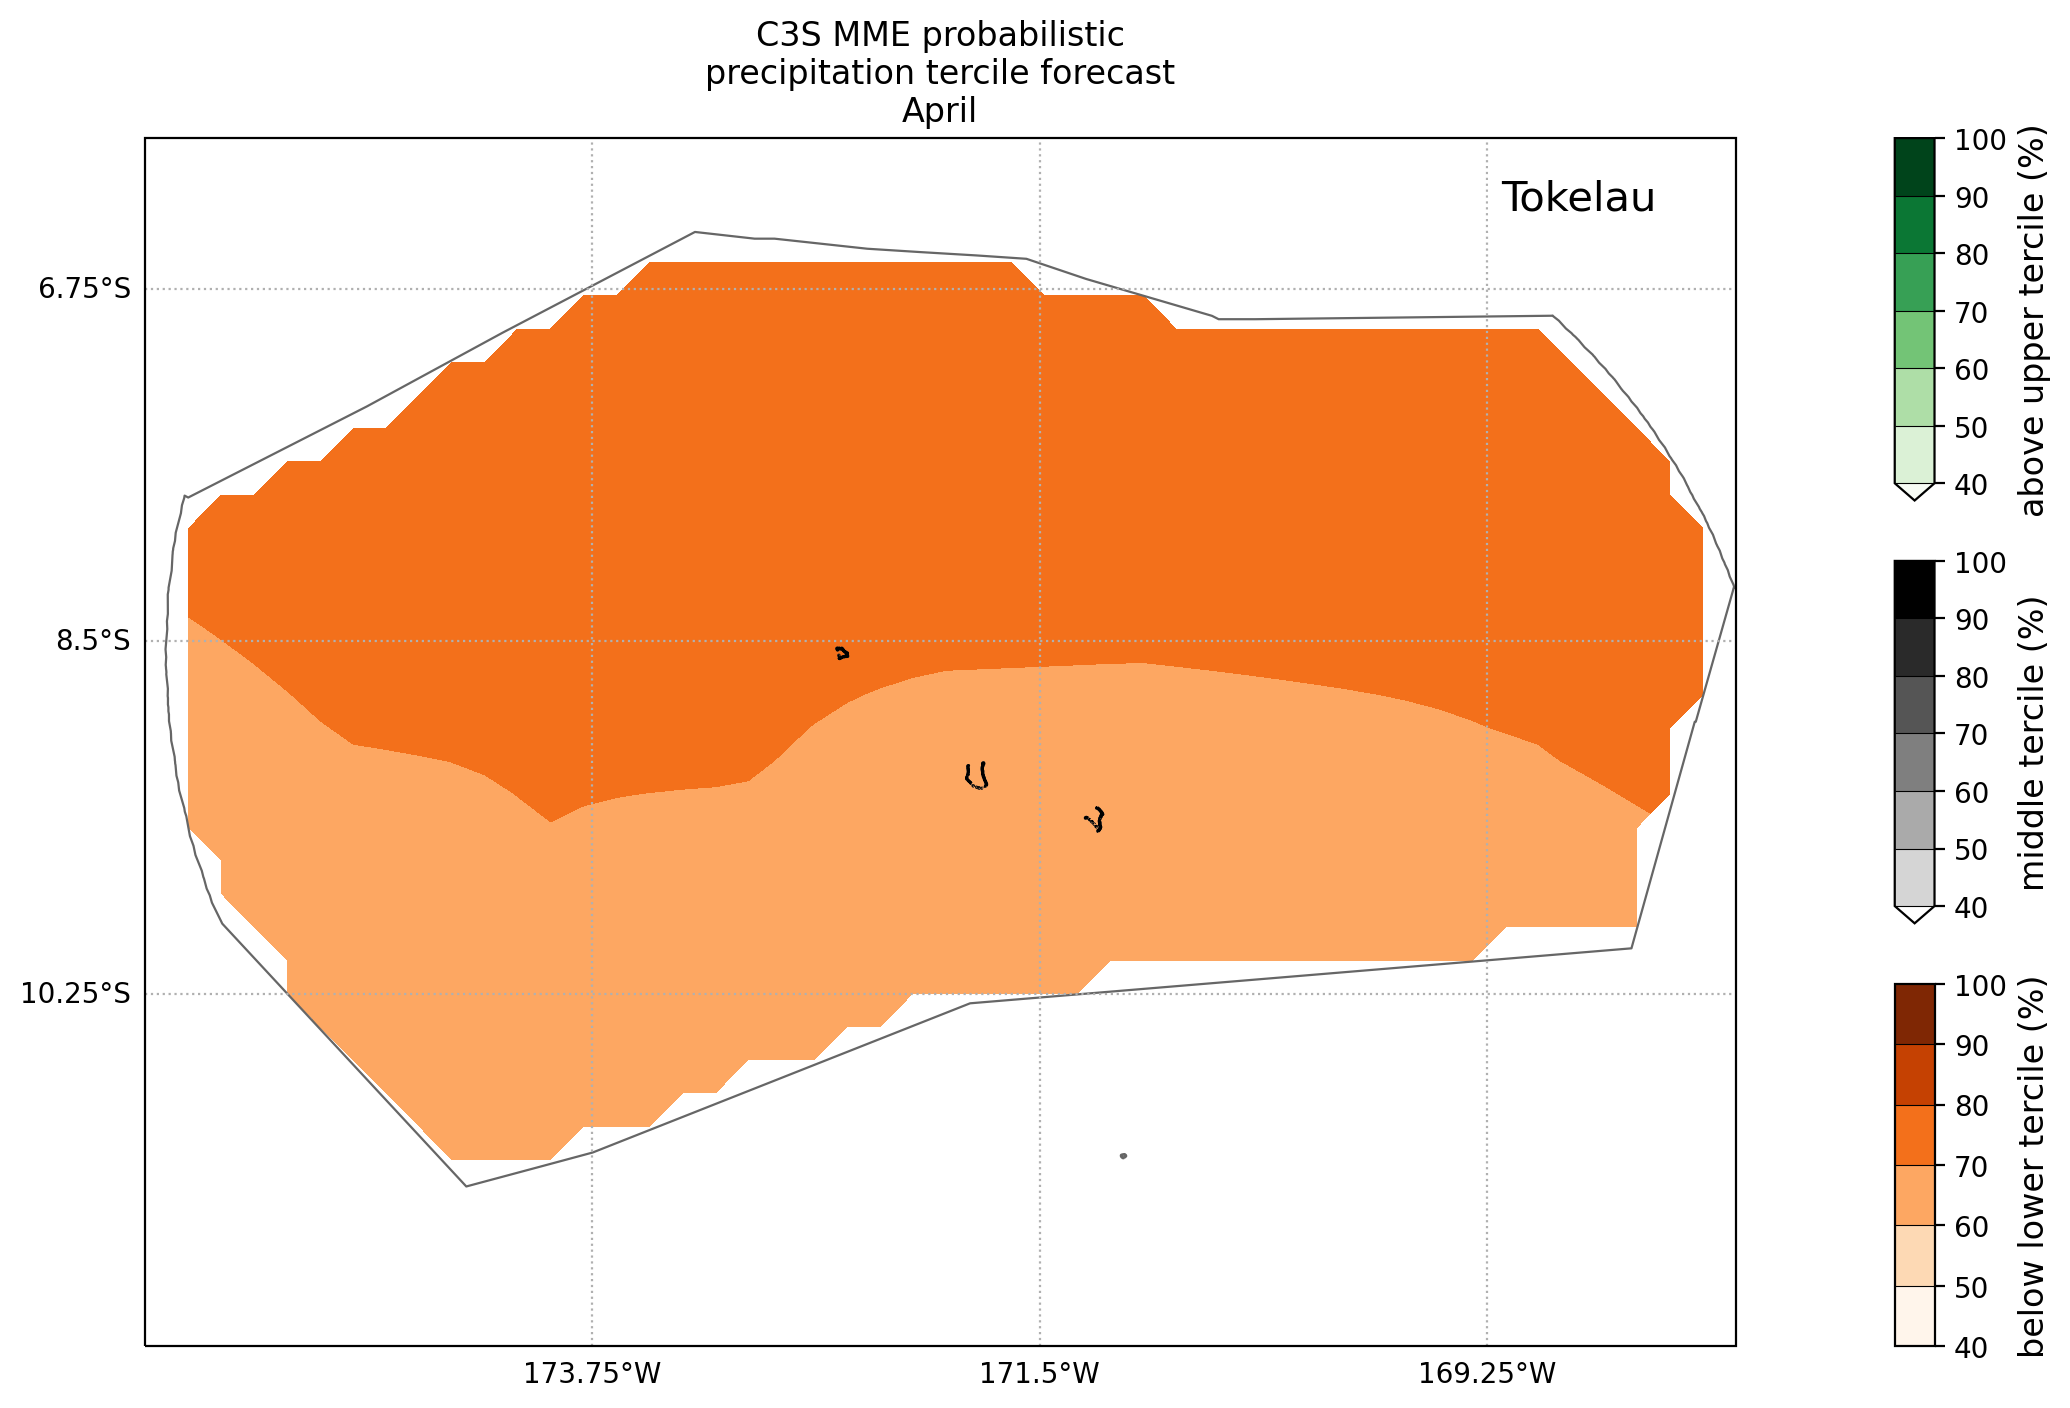 C3S MME probabilistic
precipitation tercile forecast
April
Tokelau
6.75°S
8.5°S
10.25°S
173.75°W
171.5°W
169.25°W
100
90
80
70
60
50
40
above upper tercile (%)
100
90
80
70
60
50
40
middle tercile (%)
100
90
80
70
60
50
40
below lower tercile (%)